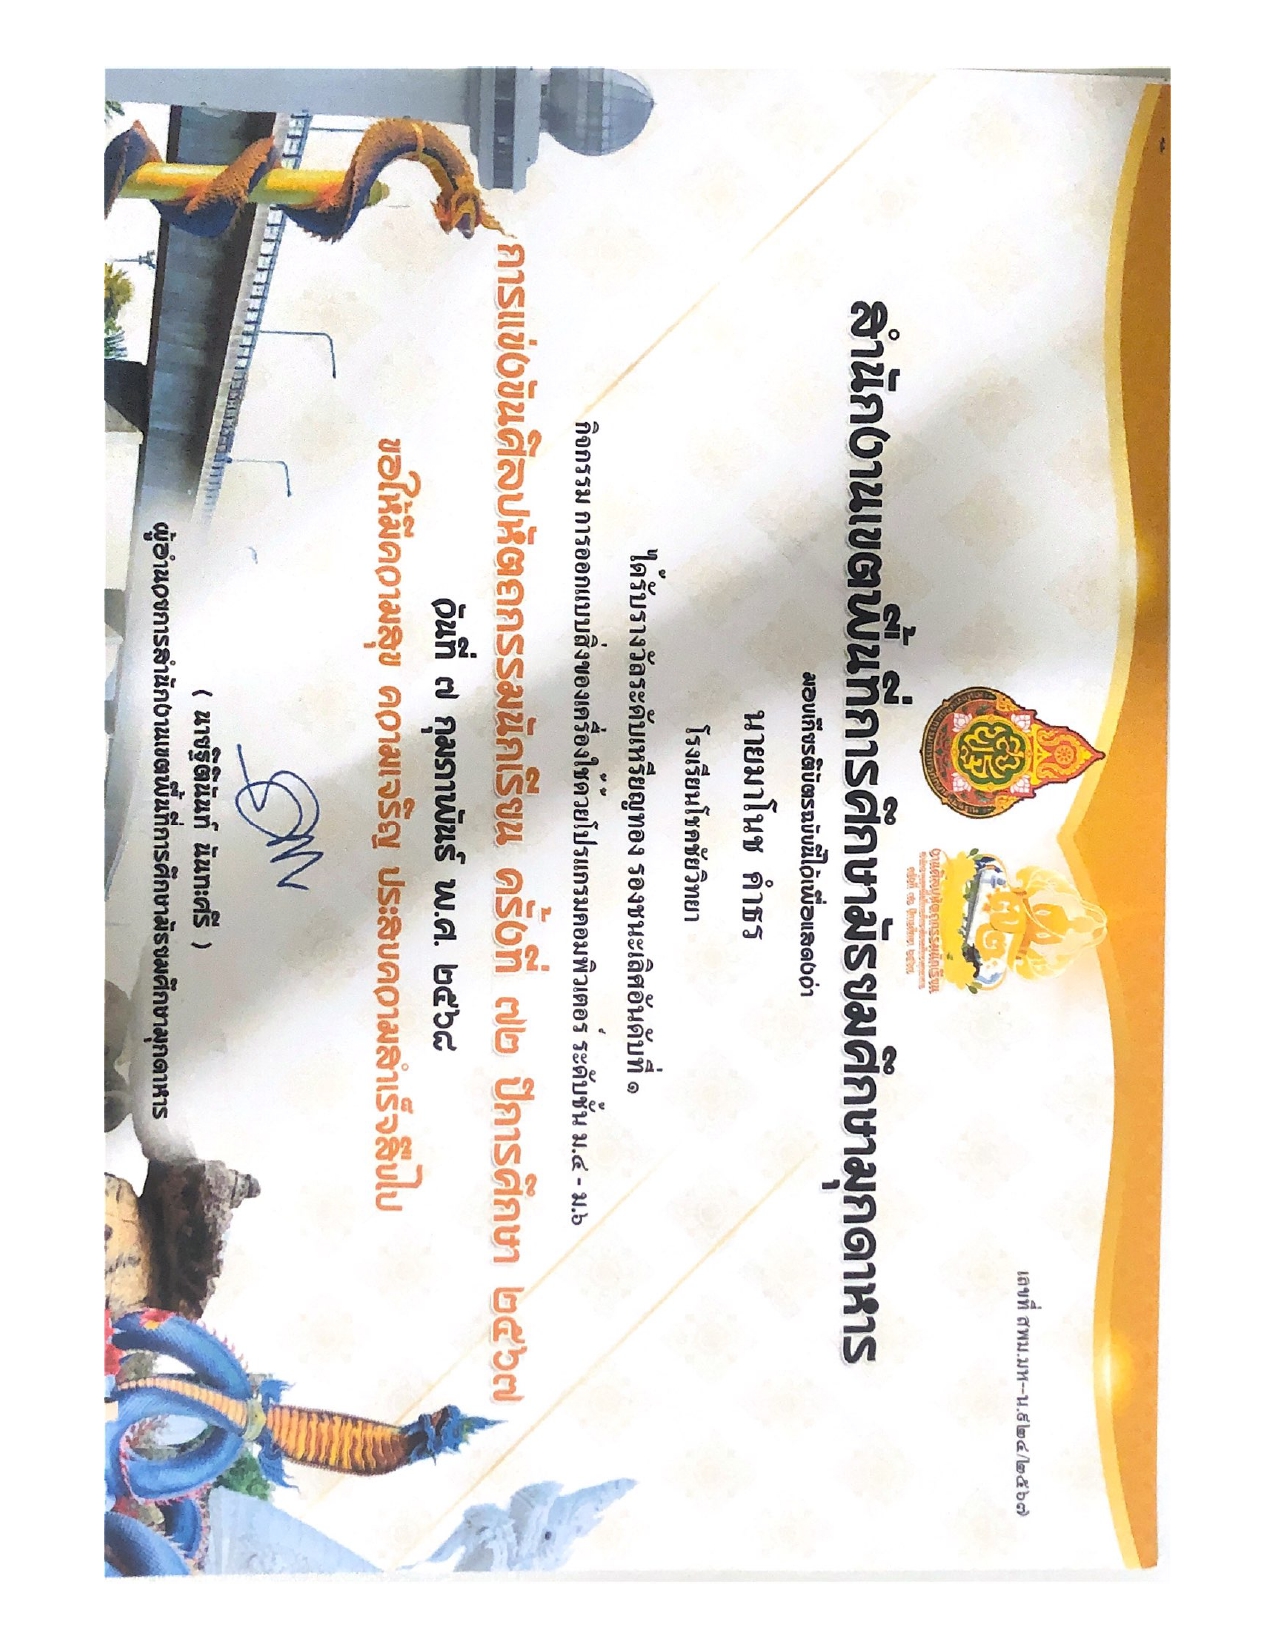 เลขที่ สพม.มห–น.๕๒๔/๒๕๖๗
๗๒
งานศิลปหัตถกรรมนักเรียน
สำนักงานเขตพื้นที่การศึกษามัธยมศึกษามุกดาหาร
มอบเกียรติบัตรฉบับนี้ไว้เพื่อแสดงว่า
นายมาโนช คำธร
โรงเรียนโชคชัยวิทยา
ได้รับรางวัลระดับเหรียญทอง รองชนะเลิศอันดับที่ ๑
กิจกรรม การออกแบบสิ่งของเครื่องใช้ด้วยโปรแกรมคอมพิวเตอร์ ระดับชั้น ม.๔ - ม.๖
การแข่งขันศิลปหัตถกรรมนักเรียน ครั้งที่ ๗๒ ปีการศึกษา ๒๕๖๗
วันที่ ๗ กุมภาพันธ์ พ.ศ. ๒๕๖๘
ขอให้มีความสุข ความเจริญ ประสบความสำเร็จสืบไป
( นายฐิตินันท์ นันทะศรี )
ผู้อำนวยการสำนักงานเขตพื้นที่การศึกษามัธยมศึกษามุกดาหาร